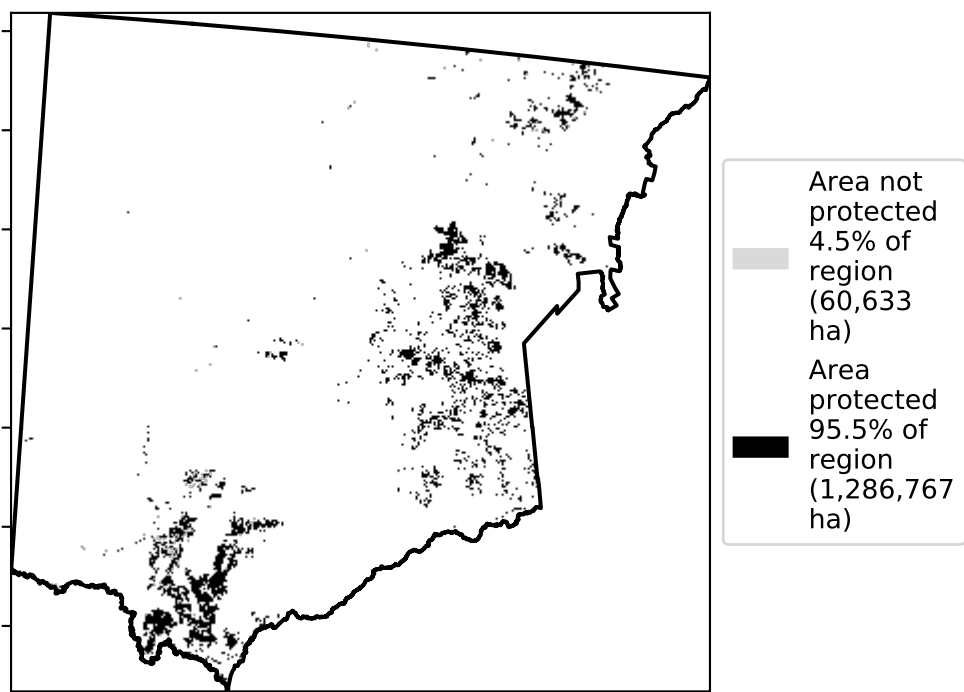 Area not
protected
4.5% of
region
(60,633
ha)
Area
protected
95.5% of
region
(1,286,767
ha)